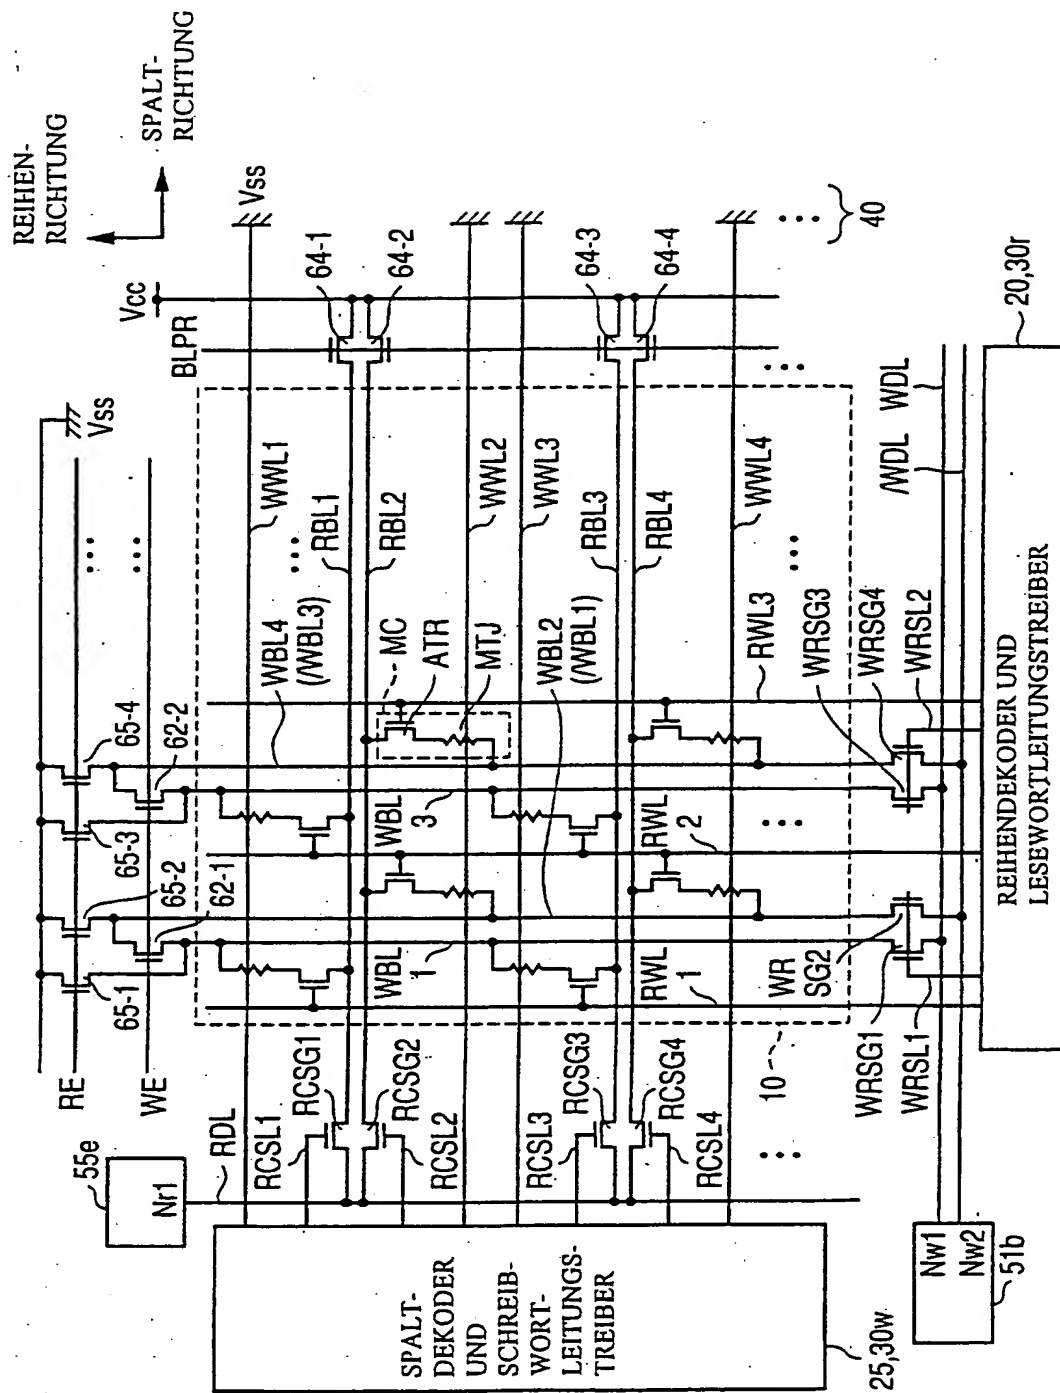 REIHEN-
RICHTUNG
SPALT-
RICHTUNG
Vcc
BLPR
64-1
64-2
Vss
64-3
64-4
40
Vss
WWL1
RBL1
RBL2
WWL2
WWL3
RBL3
RBL4
WWL4
WDL
/WDL
20,30r
65-4
62-2
WBL4
(/WBL3)
MC
ATR
MTJ
WBL2
(/WBL1)
RWL3
WRSG3
WRSG4
WRSL2
65-3
65-2
62-1
65-1
WBL
3
RWL
2
WBL
1
RWL
1
WR
SG2
WRSG1
WRSL1
REIHENDEKODER UND
LESEWORTLEITUNGSTREIBER
RE
WE
RDL
RCSL1
RCSG1
RCSG2
RCSL2
RCSL3
RCSG3
RCSG4
RCSL4
10
55e
Nr1
SPALT-
DEKODER
UND
SCHREIB-
WORT-
LEITUNGS-
TREIBER
25,30w
Nw1
Nw2
51b